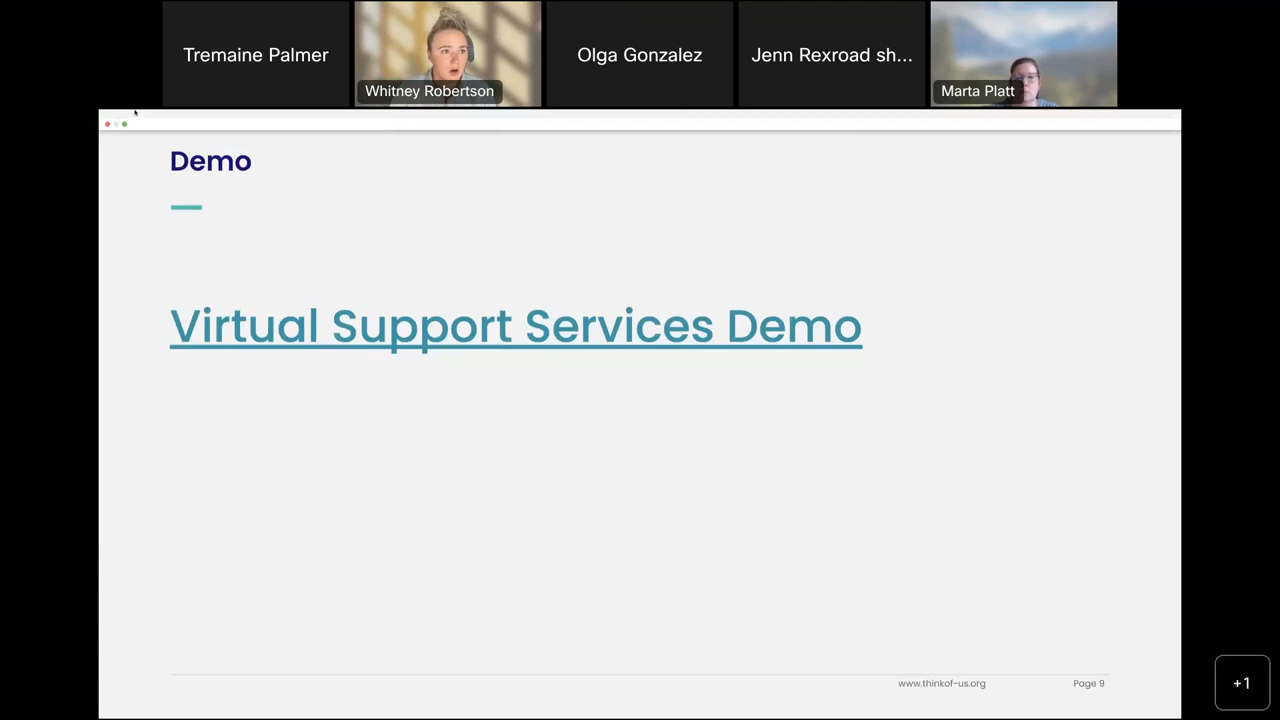 Tremaine Palmer
Whitney Robertson
Olga Gonzalez
Jenn Rexroad sh...
Marta Platt
Demo
Virtual Support Services Demo
www.thinkof-us.org
Page 9
+1